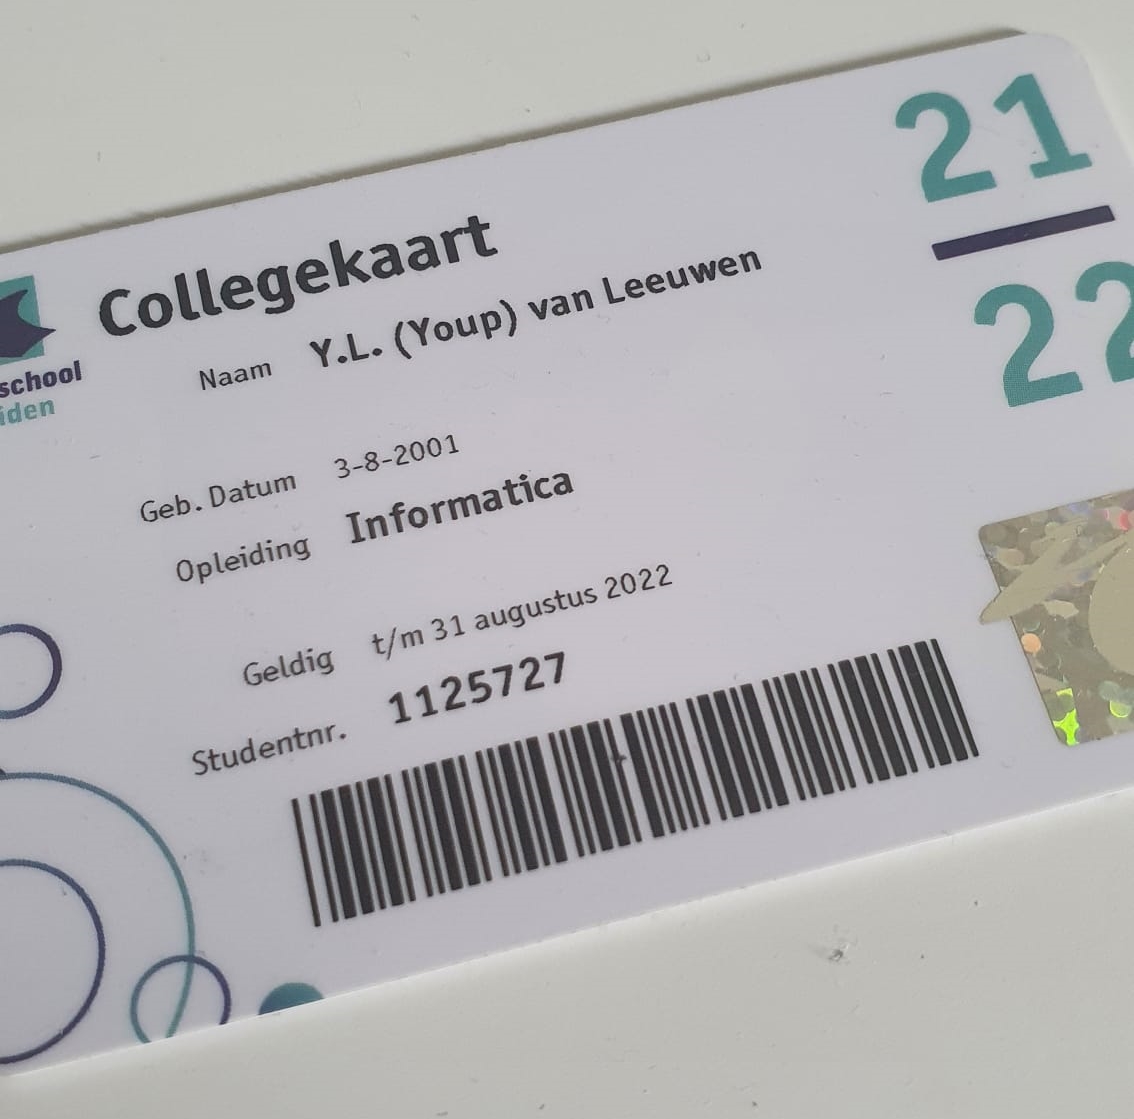 21
22
school
iden
Collegekaart
Naam Y.L. (Youp) van Leeuwen
Geb. Datum 3-8-2001
Opleiding Informatica
Geldig t/m 31 augustus 2022
Studentnr. 1125727